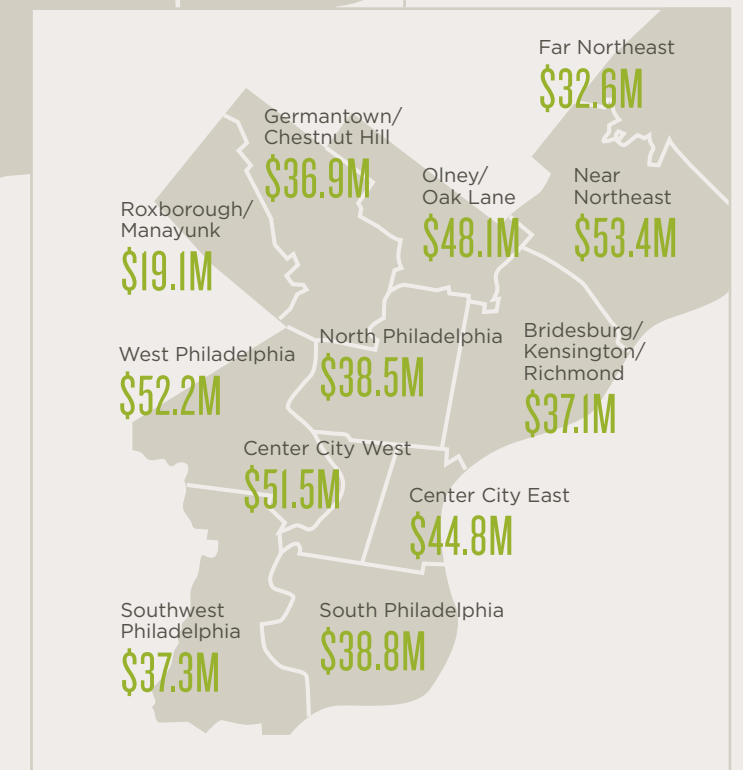 Far Northeast
$32.6M
Germantown/
Chestnut Hill
$36.9M
Olney/
Oak Lane
$48.1M
Near
Northeast
$53.4M
Roxborough/
Manayunk
$19.1M
West Philadelphia
$52.2M
North Philadelphia
$38.5M
Bridesburg/
Kensington/
Richmond
$37.1M
Center City West
$51.5M
Center City East
$44.8M
Southwest
Philadelphia
$37.3M
South Philadelphia
$38.8M